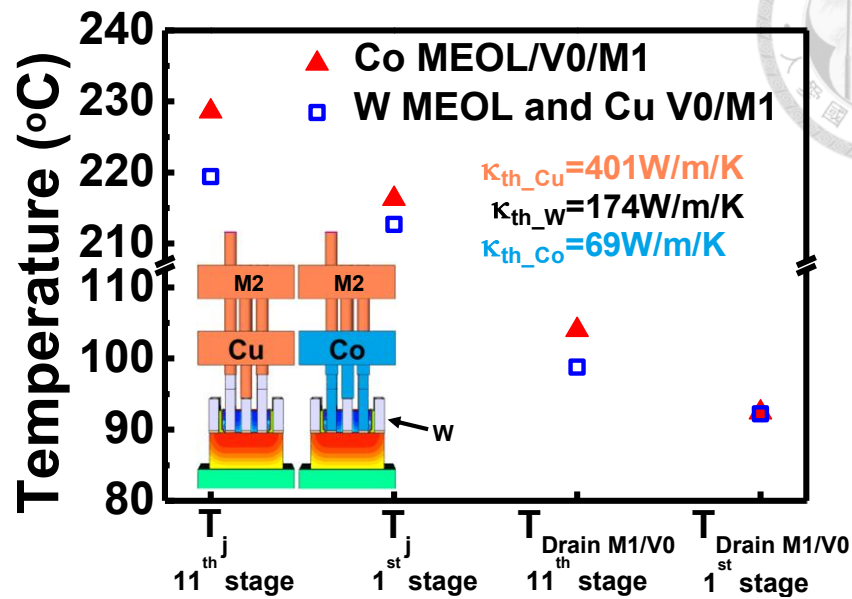 240
230
220
210
110
100
90
80
Temperature (°C)
Co MEOL/V0/M1
W MEOL and Cu V0/M1
κth_Cu=401W/m/K
κth_W=174W/m/K
κth_Co=69W/m/K
M2 M2
Cu Co
W
Tj Tj TDrain M1/V0 TDrain M1/V0
11th stage 1st stage 11th stage 1st stage